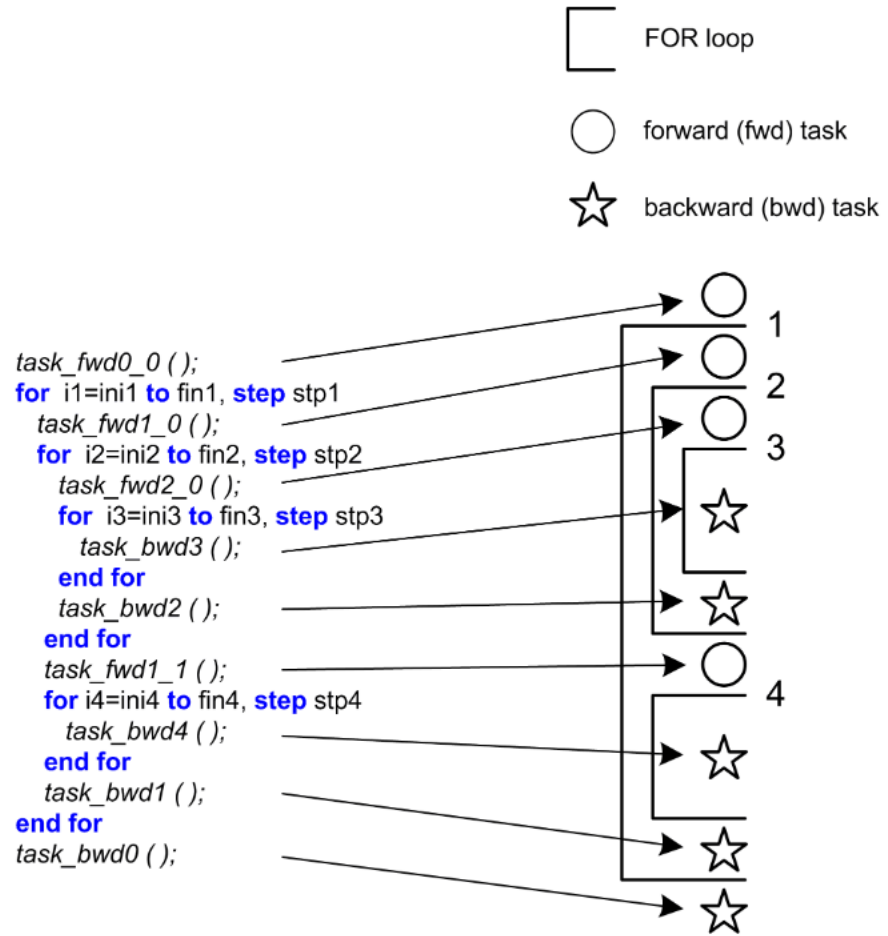 FOR loop
forward (fwd) task
backward (bwd) task
1
2
3
4
task_fwd0_0 ( );
for i1=ini1 to fin1, step stp1
task_fwd1_0 ( );
for i2=ini2 to fin2, step stp2
task_fwd2_0 ( );
for i3=ini3 to fin3, step stp3
task_bwd3 ( );
end for
task_bwd2 ( );
end for
task_fwd1_1 ( );
for i4=ini4 to fin4, step stp4
task_bwd4 ( );
end for
task_bwd1 ( );
end for
task_bwd0 ( );